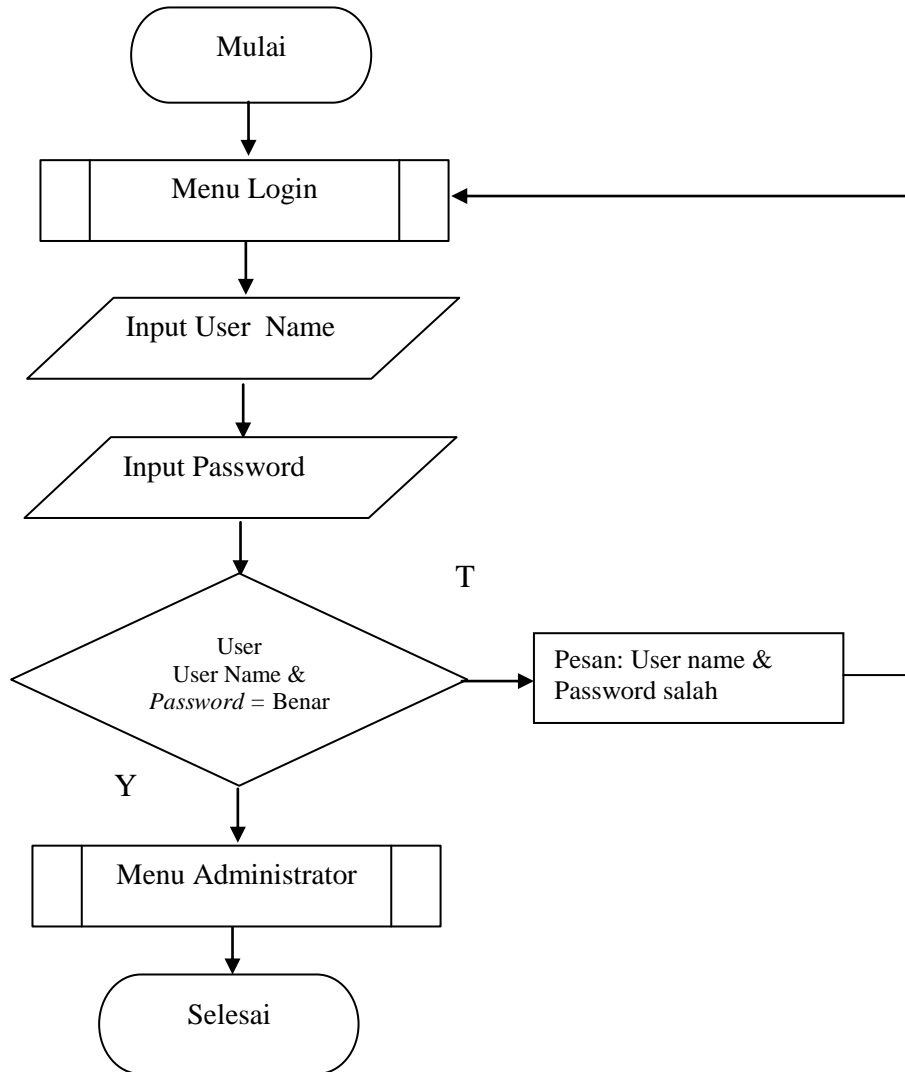 Mulai
Menu Login
Input User Name
Input Password
T
User
User Name &
Password = Benar
Pesan: User name &
Password salah
Y
Menu Administrator
Selesai